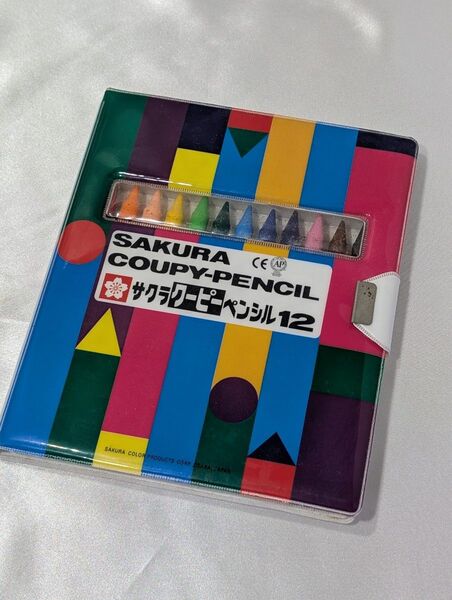 SAKURA
COUPY-PENCIL
CE AP
サクラクーピーペンシル12
SAKURA COLOR PRODUCTS CORP. OSAKA, JAPAN